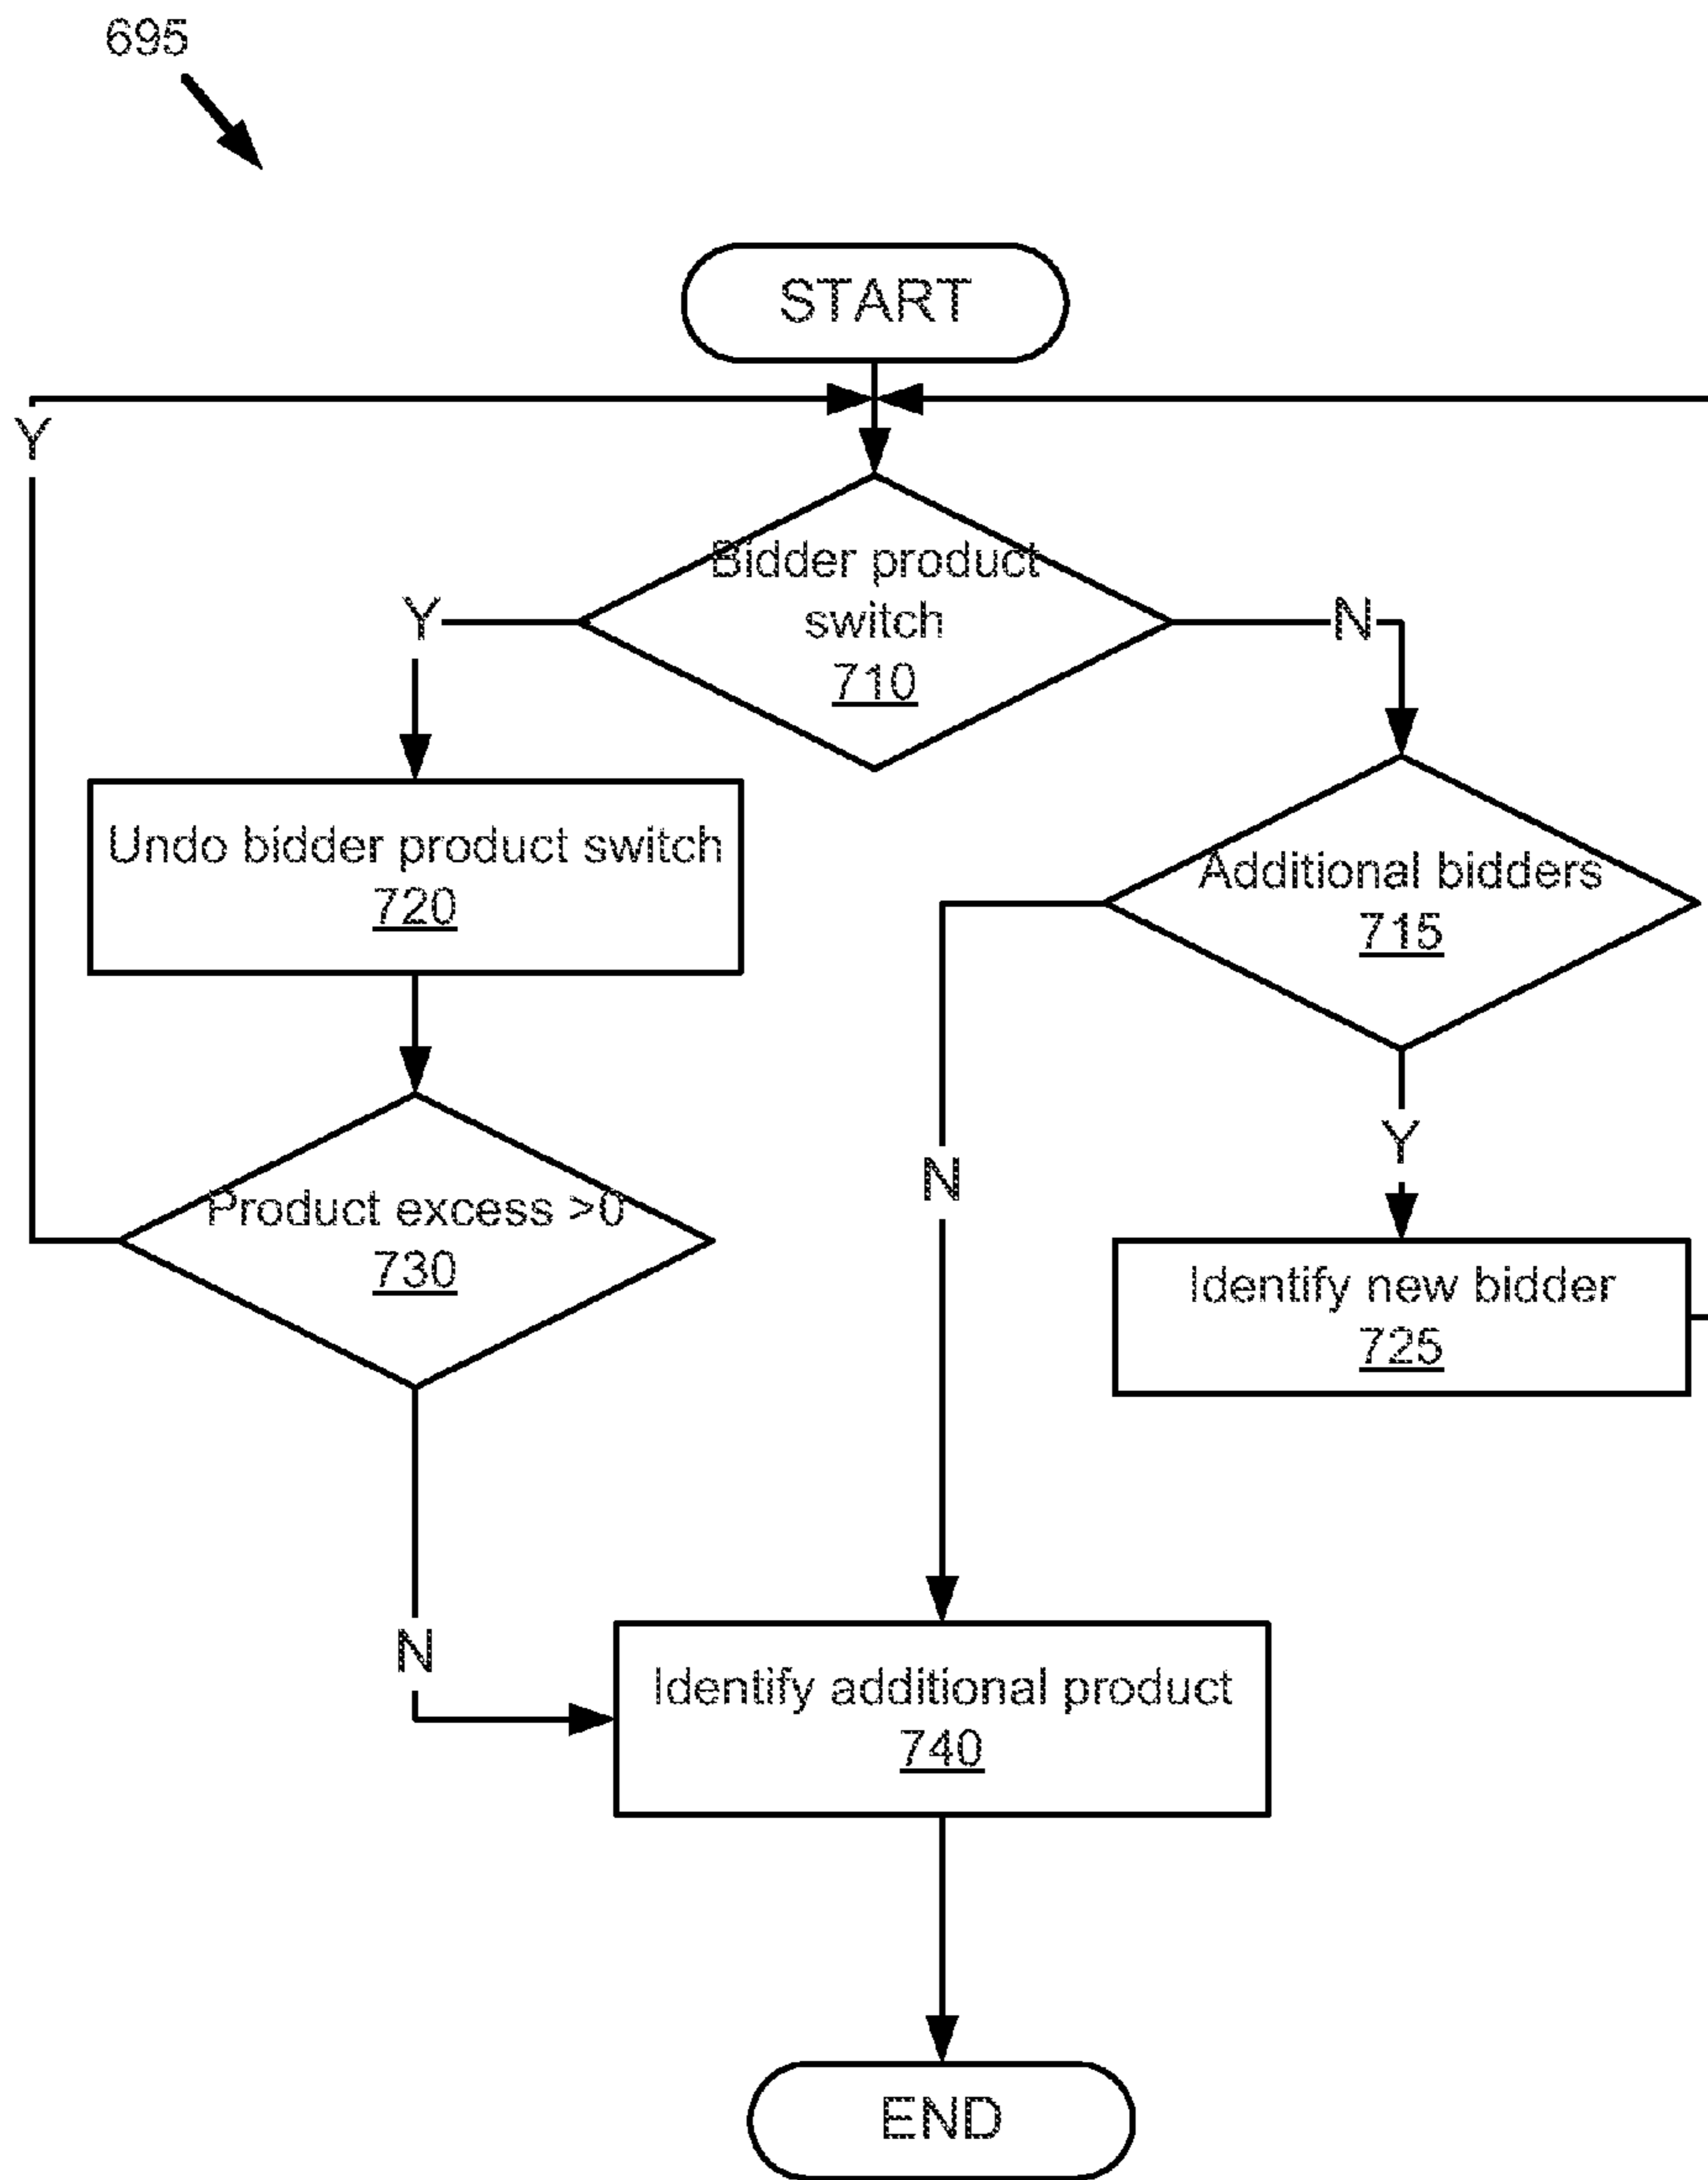 695
START
Y
Bidder product
switch
710
Y
N
Undo bidder product switch
720
Additional bidders
715
Y
N
Product excess >0
730
Identify new bidder
725
N
Identify additional product
740
END